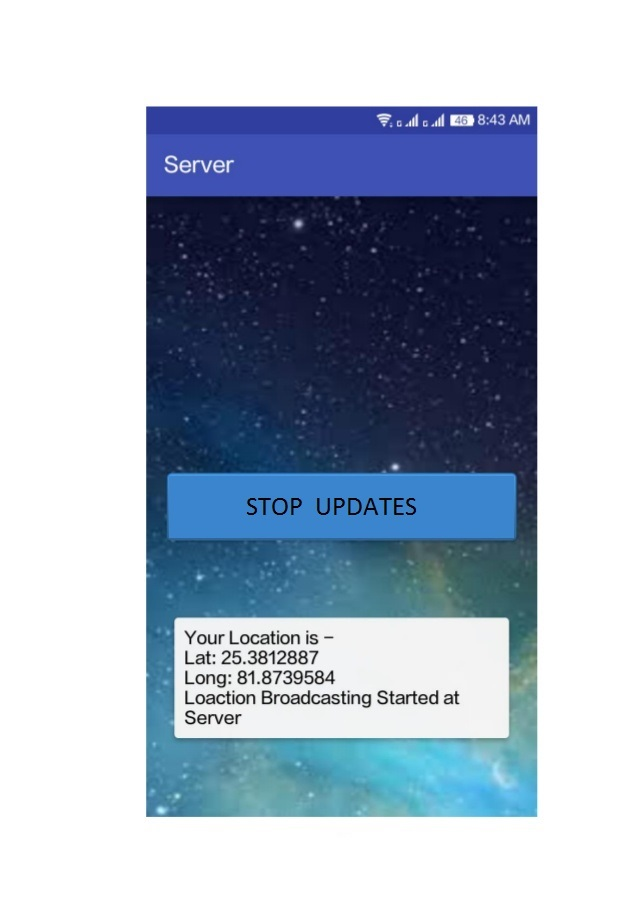 46 8:43 AM
Server
STOP UPDATES
Your Location is –
Lat: 25.3812887
Long: 81.8739584
Loaction Broadcasting Started at
Server